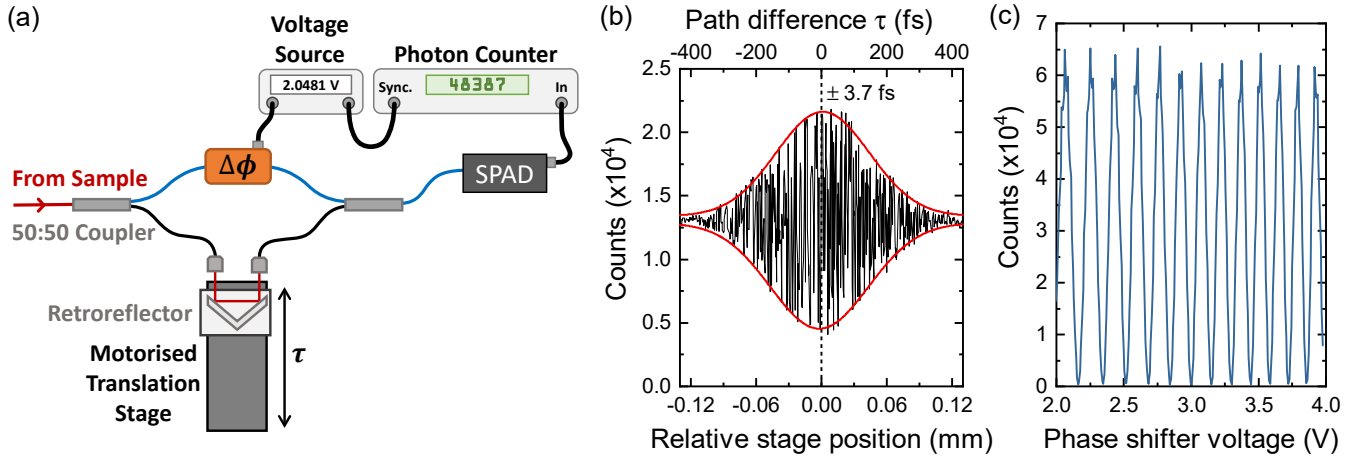 (a)
Voltage
Source
Photon Counter
2.0481 V
Sync.
48387
In
Δϕ
SPAD
From Sample
50:50 Coupler
Retroreflector
Motorised
Translation
Stage
τ
(b)
Path difference τ (fs)
-400 -200 0 200 400
± 3.7 fs
2.5
2.0
1.5
1.0
0.5
0.0
Counts (x10⁴)
-0.12 -0.06 0.00 0.06 0.12
Relative stage position (mm)
(c)
7
6
5
4
3
2
1
0
Counts (x10⁴)
2.0 2.5 3.0 3.5 4.0
Phase shifter voltage (V)